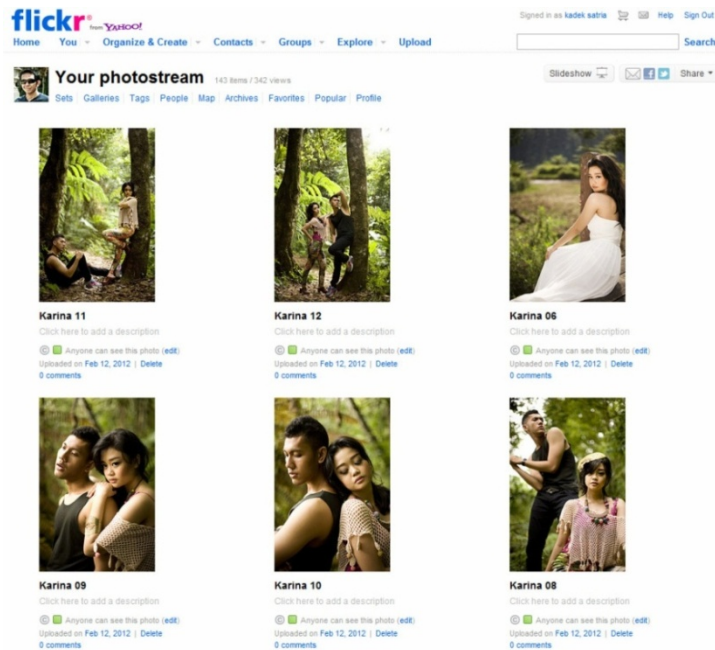 flickr from YAHOO!
Signed in as kadek satria Help Sign Out
Home You Organize & Create Contacts Groups Explore Upload
Search
Your photostream 143 items / 342 views
Slideshow Share
Sets Galleries Tags People Map Archives Favorites Popular Profile
Karina 11
Click here to add a description
© Anyone can see this photo (edit)
Uploaded on Feb 12, 2012 | Delete
0 comments
Karina 12
Click here to add a description
© Anyone can see this photo (edit)
Uploaded on Feb 12, 2012 | Delete
0 comments
Karina 06
Click here to add a description
© Anyone can see this photo (edit)
Uploaded on Feb 12, 2012 | Delete
0 comments
Karina 09
Click here to add a description
© Anyone can see this photo (edit)
Uploaded on Feb 12, 2012 | Delete
0 comments
Karina 10
Click here to add a description
© Anyone can see this photo (edit)
Uploaded on Feb 12, 2012 | Delete
0 comments
Karina 08
Click here to add a description
© Anyone can see this photo (edit)
Uploaded on Feb 12, 2012 | Delete
0 comments